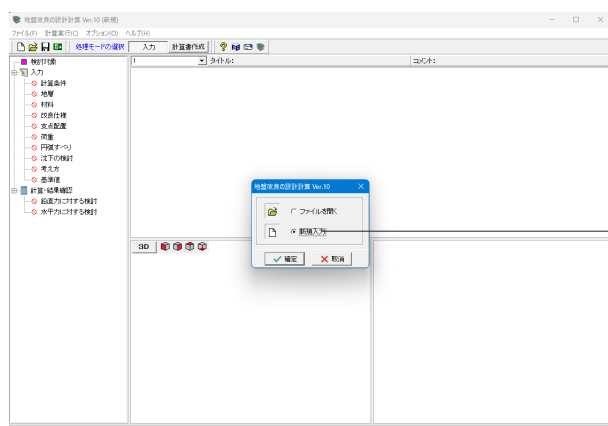 地盤改良の設計計算 Ver.10 (新規)
ファイル(F) 計算実行(C) オプション(O) ヘルプ(H)
処理モードの選択 入力 計算書作成
検討対象
1 タイトル: コメント:
入力
計算条件
地層
材料
改良仕様
支点配置
荷重
円弧すべり
沈下の検討
考え方
基準値
計算・結果確認
鉛直力に対する検討
水平力に対する検討
地盤改良の設計計算 Ver.10
ファイルを開く
新規入力
確定 取消
3D